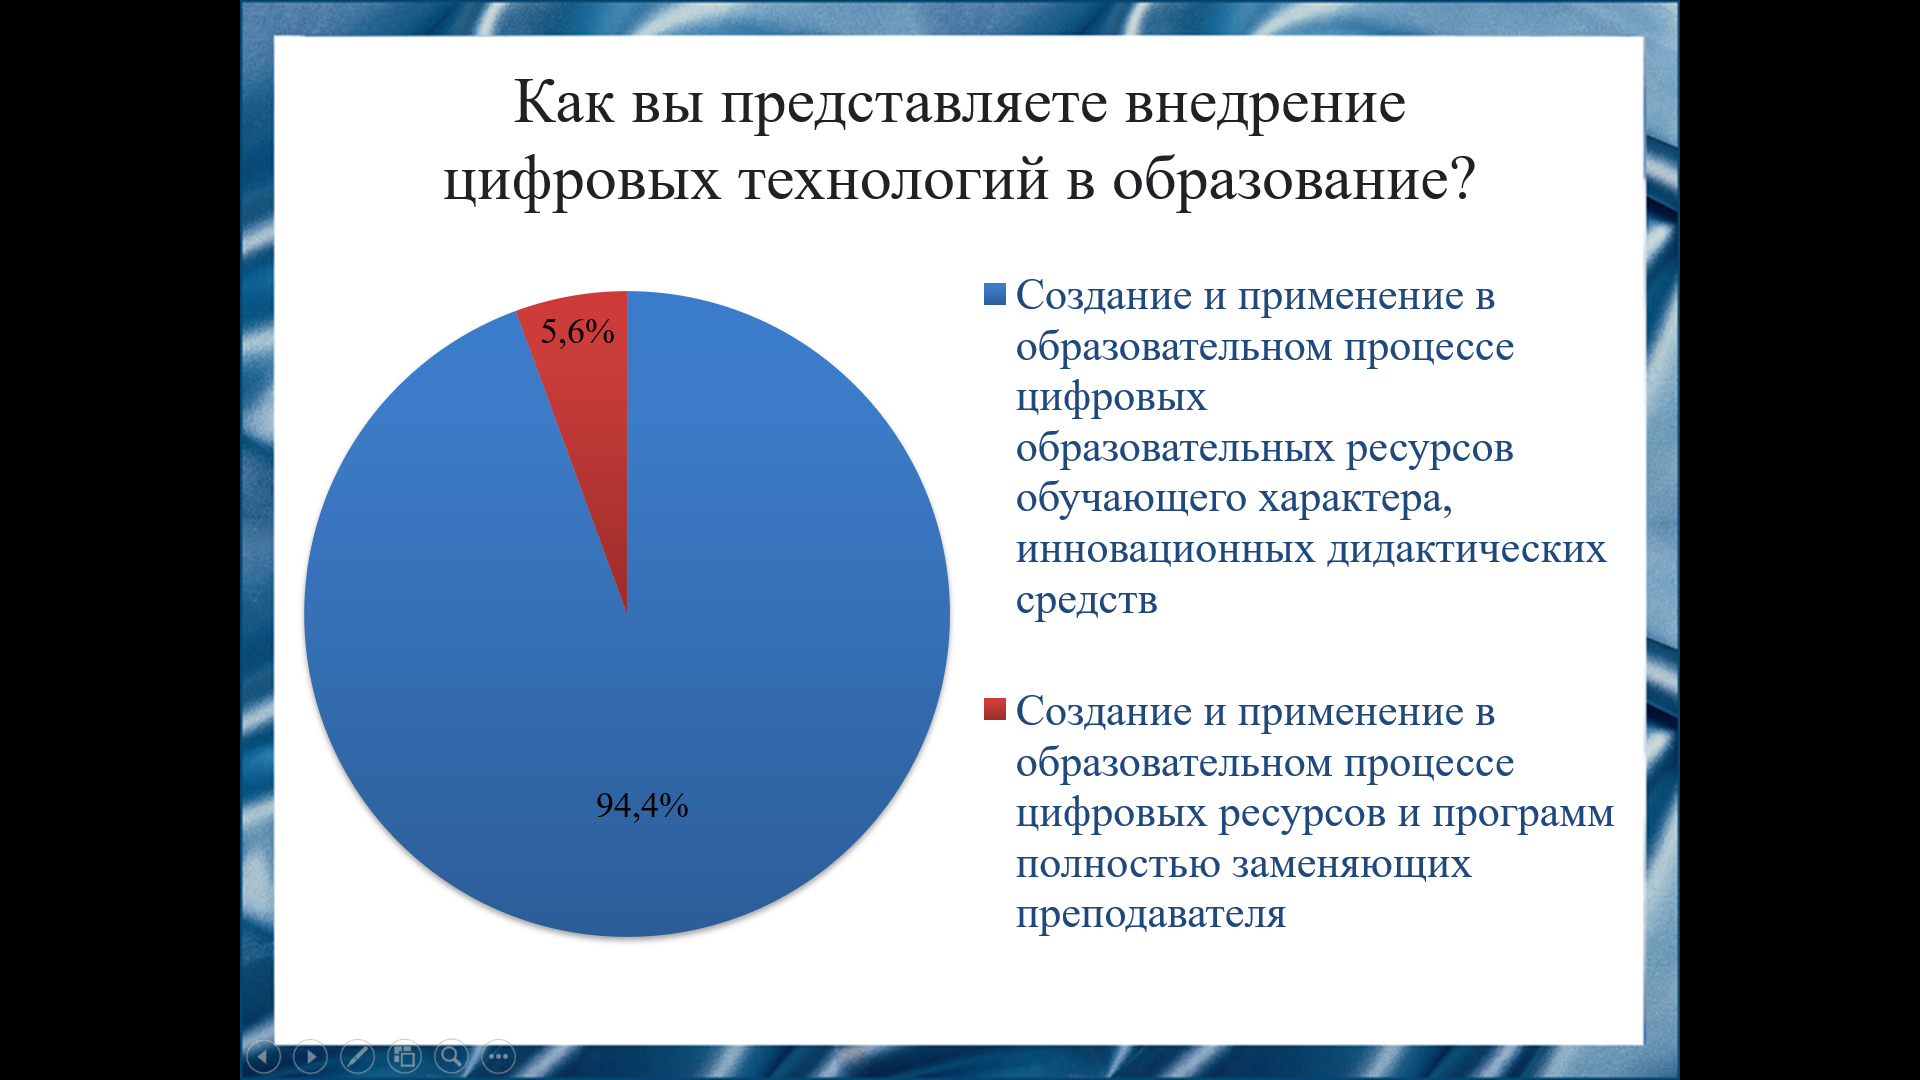 Как вы представляете внедрение
цифровых технологий в образование?
5,6%
94,4%
Создание и применение в
образовательном процессе
цифровых
образовательных ресурсов
обучающего характера,
инновационных дидактических
средств
Создание и применение в
образовательном процессе
цифровых ресурсов и программ
полностью заменяющих
преподавателя